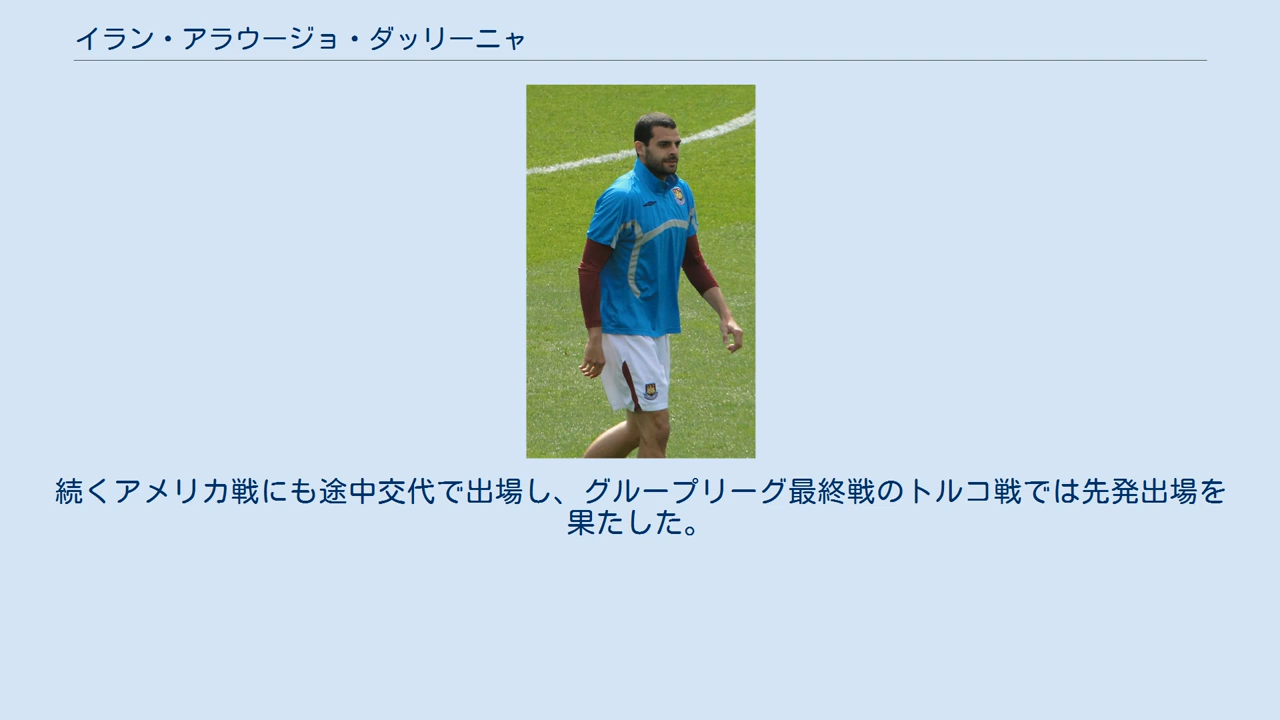 イラン・アラウージョ・ダッリーニャ
続くアメリカ戦にも途中交代で出場し、グループリーグ最終戦のトルコ戦では先発出場を
果たした。